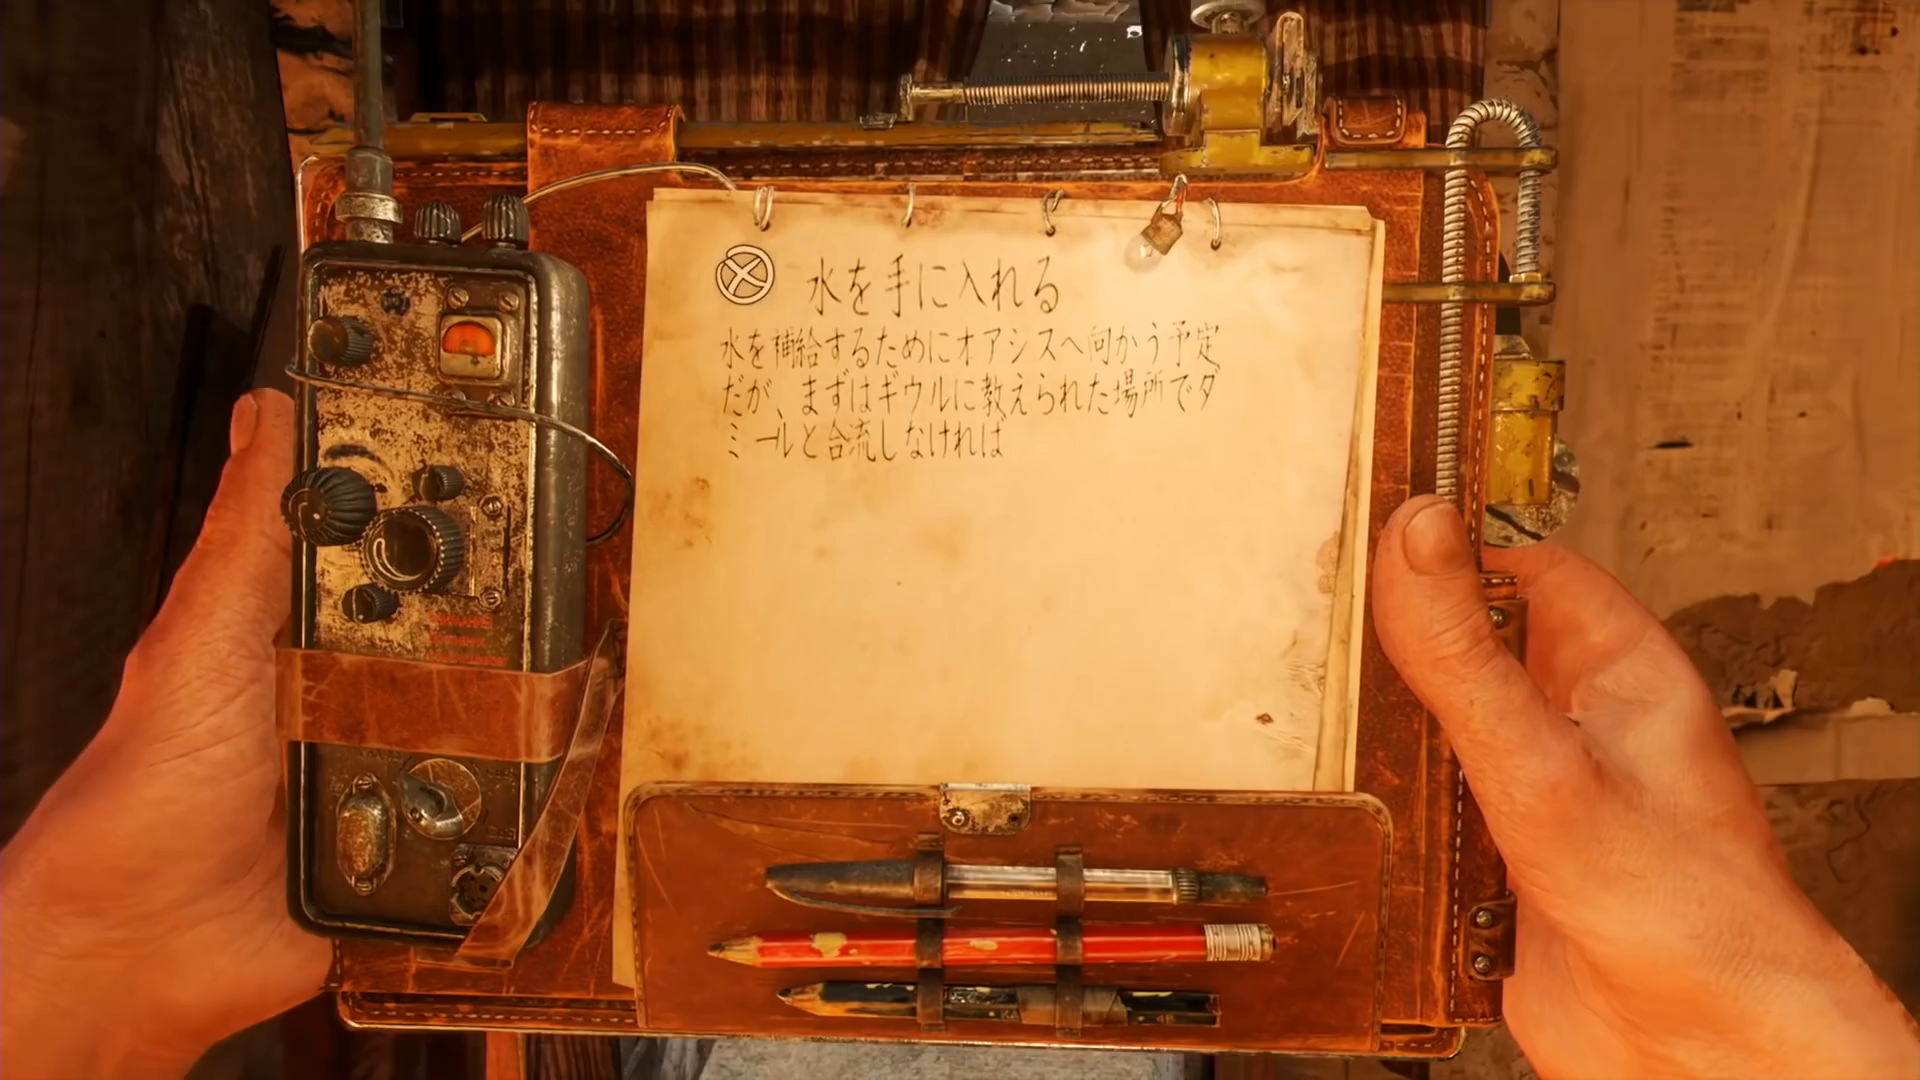 水を手に入れる
水を補給するためにオアシスへ向かう予定
だが、まずはギウルに教えられた場所でダ
ミールと合流しなければ